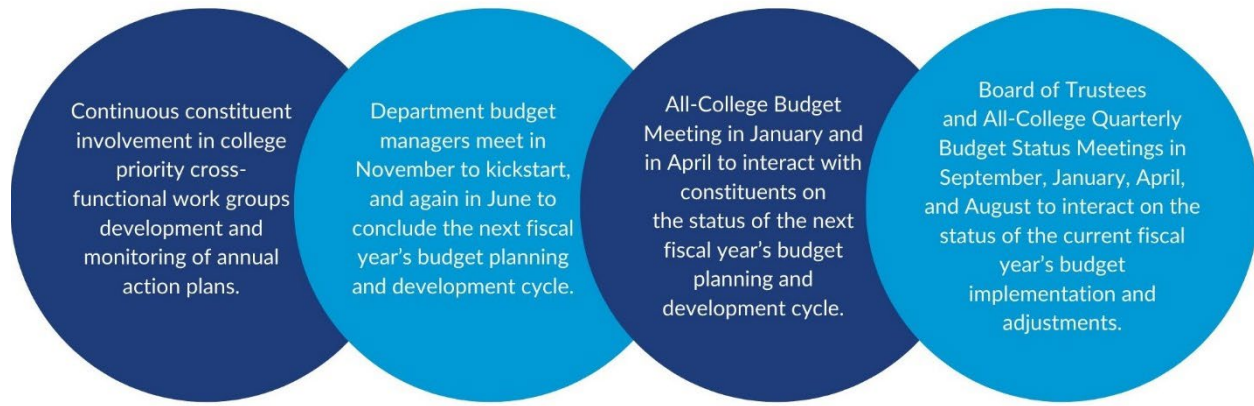 Continuous constituent
involvement in college
priority cross-
functional work groups
development and
monitoring of annual
action plans.
Department budget
managers meet in
November to kickstart,
and again in June to
conclude the next fiscal
year’s budget planning
and development cycle.
All-College Budget
Meeting in January and
in April to interact with
constituents on
the status of the next
fiscal year’s budget
planning and
development cycle.
Board of Trustees
and All-College Quarterly
Budget Status Meetings in
September, January, April,
and August to interact on the
status of the current fiscal
year’s budget
implementation and
adjustments.